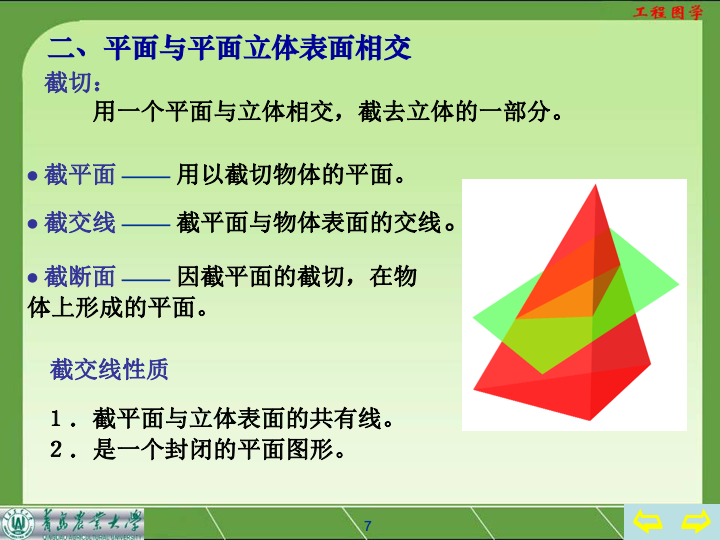 工程图学
二、平面与平面立体表面相交
截切：
用一个平面与立体相交，截去立体的一部分。
● 截平面 —— 用以截切物体的平面。
● 截交线 —— 截平面与物体表面的交线。
● 截断面 —— 因截平面的截切，在物
体上形成的平面。
截交线性质
１．截平面与立体表面的共有线。
２．是一个封闭的平面图形。
青岛农业大学
7